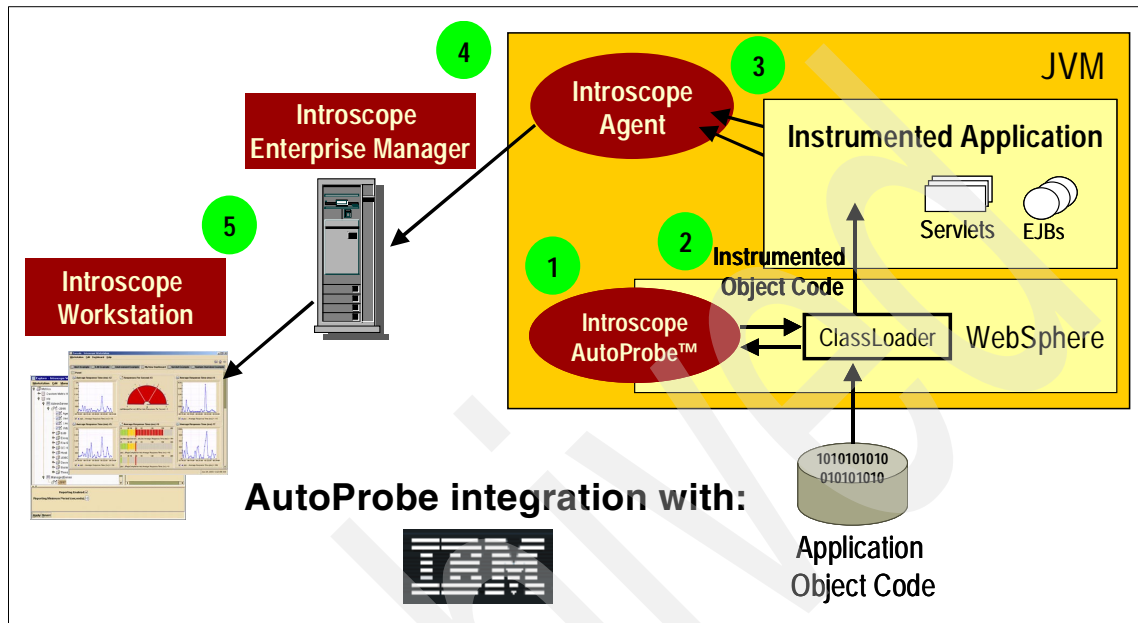 4
3
JVM
Introscope
Agent
Introscope
Enterprise Manager
Instrumented Application
Servlets
EJBs
5
2
1
Instrumented
Object Code
Introscope
Workstation
Introscope
AutoProbe™
ClassLoader
WebSphere
1010101010
010101010
AutoProbe integration with:
IBM
Application
Object Code